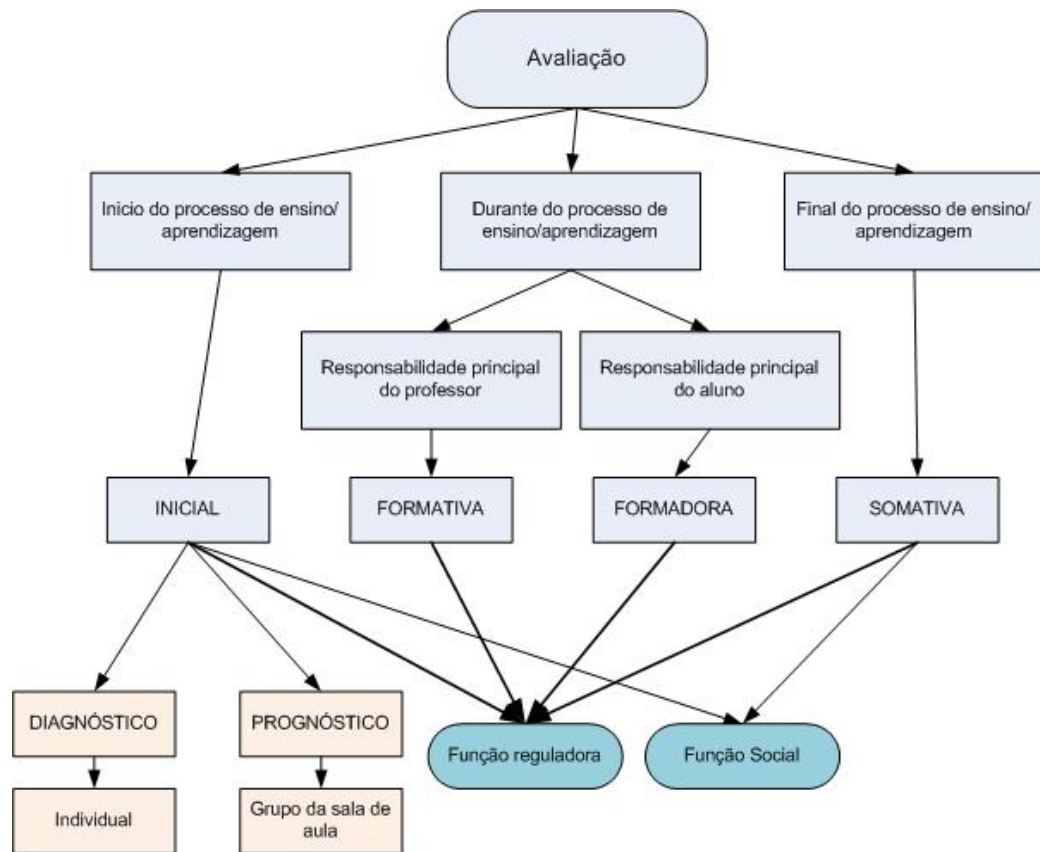 Avaliação
Inicio do processo de ensino/
aprendizagem
Durante do processo de
ensino/aprendizagem
Final do processo de ensino/
aprendizagem
Responsabilidade principal
do professor
Responsabilidade principal
do aluno
INICIAL
FORMATIVA
FORMADORA
SOMATIVA
DIAGNÓSTICO
PROGNÓSTICO
Função reguladora
Função Social
Individual
Grupo da sala de
aula